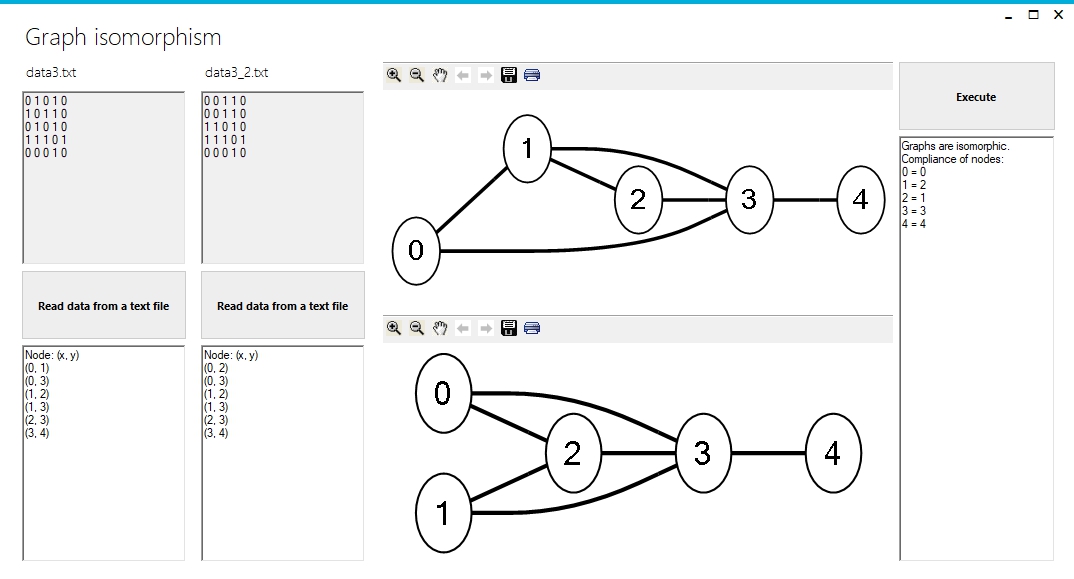 Graph isomorphism
data3.txt
0 1 0 1 0
1 0 1 1 0
0 1 0 1 0
1 1 1 0 1
0 0 0 1 0
Read data from a text file
Node: (x, y)
(0, 1)
(0, 3)
(1, 2)
(1, 3)
(2, 3)
(3, 4)
data3_2.txt
0 0 1 1 0
0 0 1 1 0
1 1 0 1 0
1 1 1 0 1
0 0 0 1 0
Read data from a text file
Node: (x, y)
(0, 2)
(0, 3)
(1, 2)
(1, 3)
(2, 3)
(3, 4)
1
2
3
4
0
0
2
3
4
1
Execute
Graphs are isomorphic.
Compliance of nodes:
0 = 0
1 = 2
2 = 1
3 = 3
4 = 4